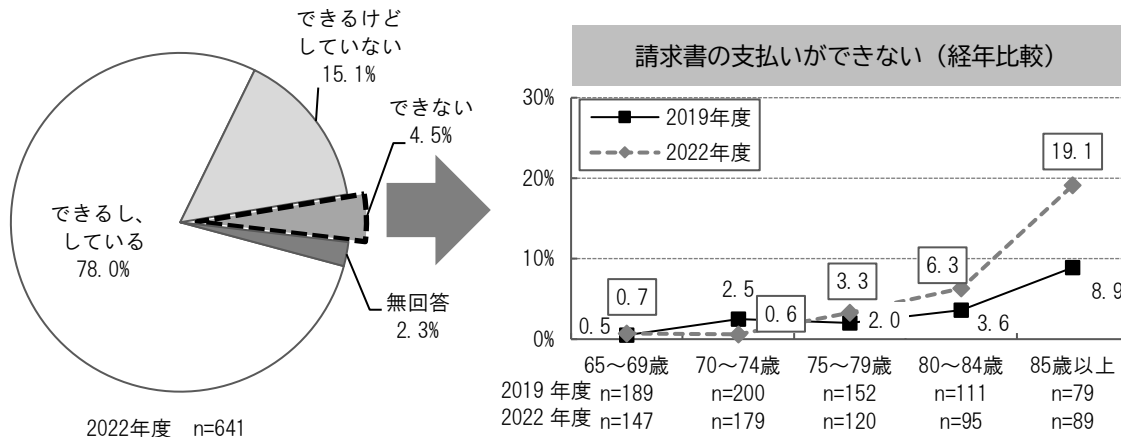 できるけど
していない
15.1%
できない
4.5%
できるし、
している
78.0%
無回答
2.3%
2022年度 n=641
請求書の支払いができない（経年比較）
30%
20%
10%
0%
2019年度
2022年度
0.5
0.7
2.5
0.6
3.3
2.0
6.3
3.6
19.1
8.9
65～69歳 70～74歳 75～79歳 80～84歳 85歳以上
2019 年度 n=189 n=200 n=152 n=111 n=79
2022 年度 n=147 n=179 n=120 n=95 n=89